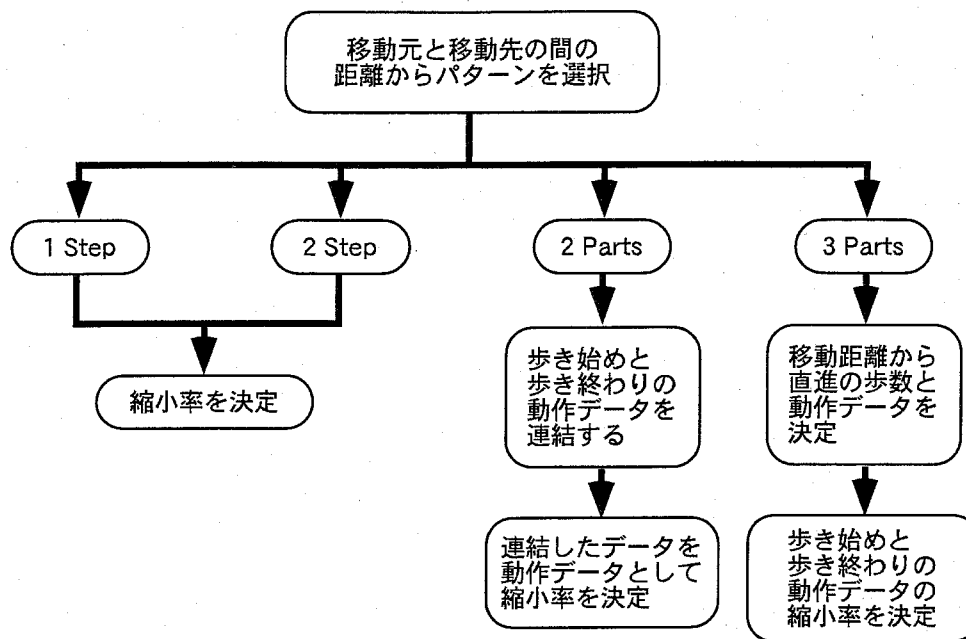 移動元と移動先の間の
距離からパターンを選択
1 Step
2 Step
2 Parts
3 Parts
縮小率を決定
歩き始めと
歩き終わりの
動作データを
連結する
移動距離から
直進の歩数と
動作データを
決定
連結したデータを
動作データとして
縮小率を決定
歩き始めと
歩き終わりの
動作データの
縮小率を決定